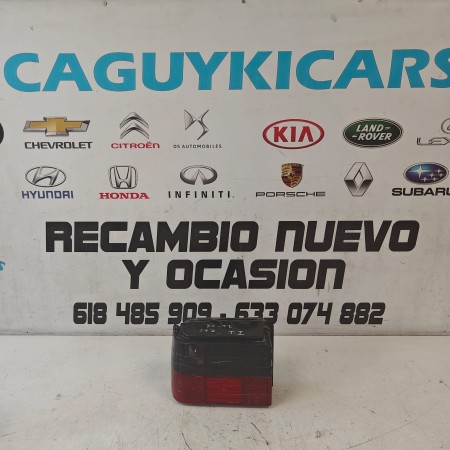 CAGUYKICARS
CHEVROLET CITROËN DS AUTOMOBILES KIA LAND-ROVER
HYUNDAI HONDA INFINITI PORSCHE RENAULT SUBARU
RECAMBIO NUEVO
Y OCASION
618 485 909 - 633 074 882